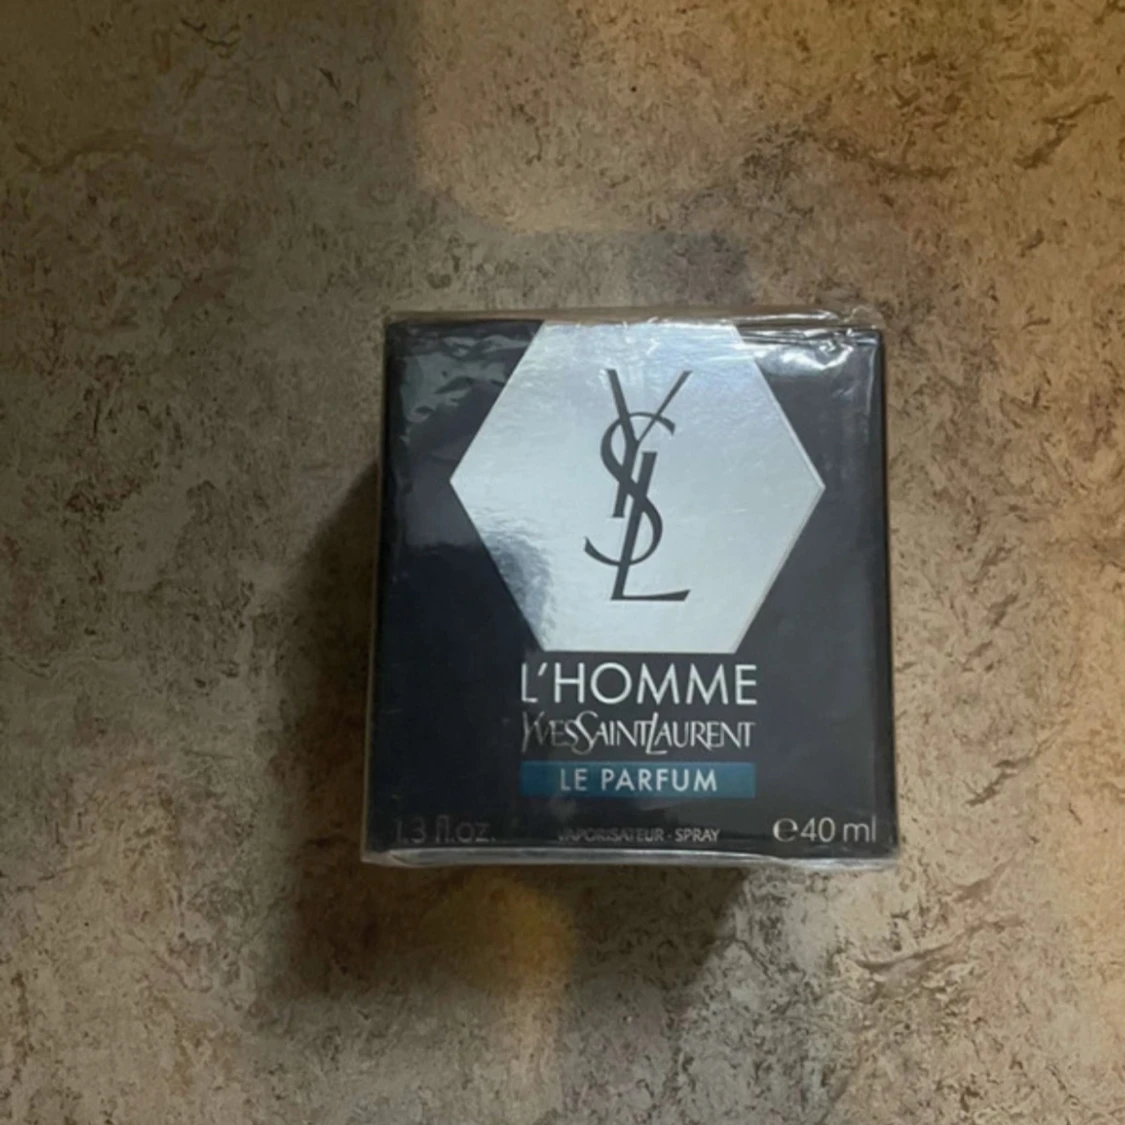 YSL
L'HOMME
YVESSAINTLAURENT
LE PARFUM
1.3 fl.oz. VAPORISATEUR - SPRAY ℮40 ml